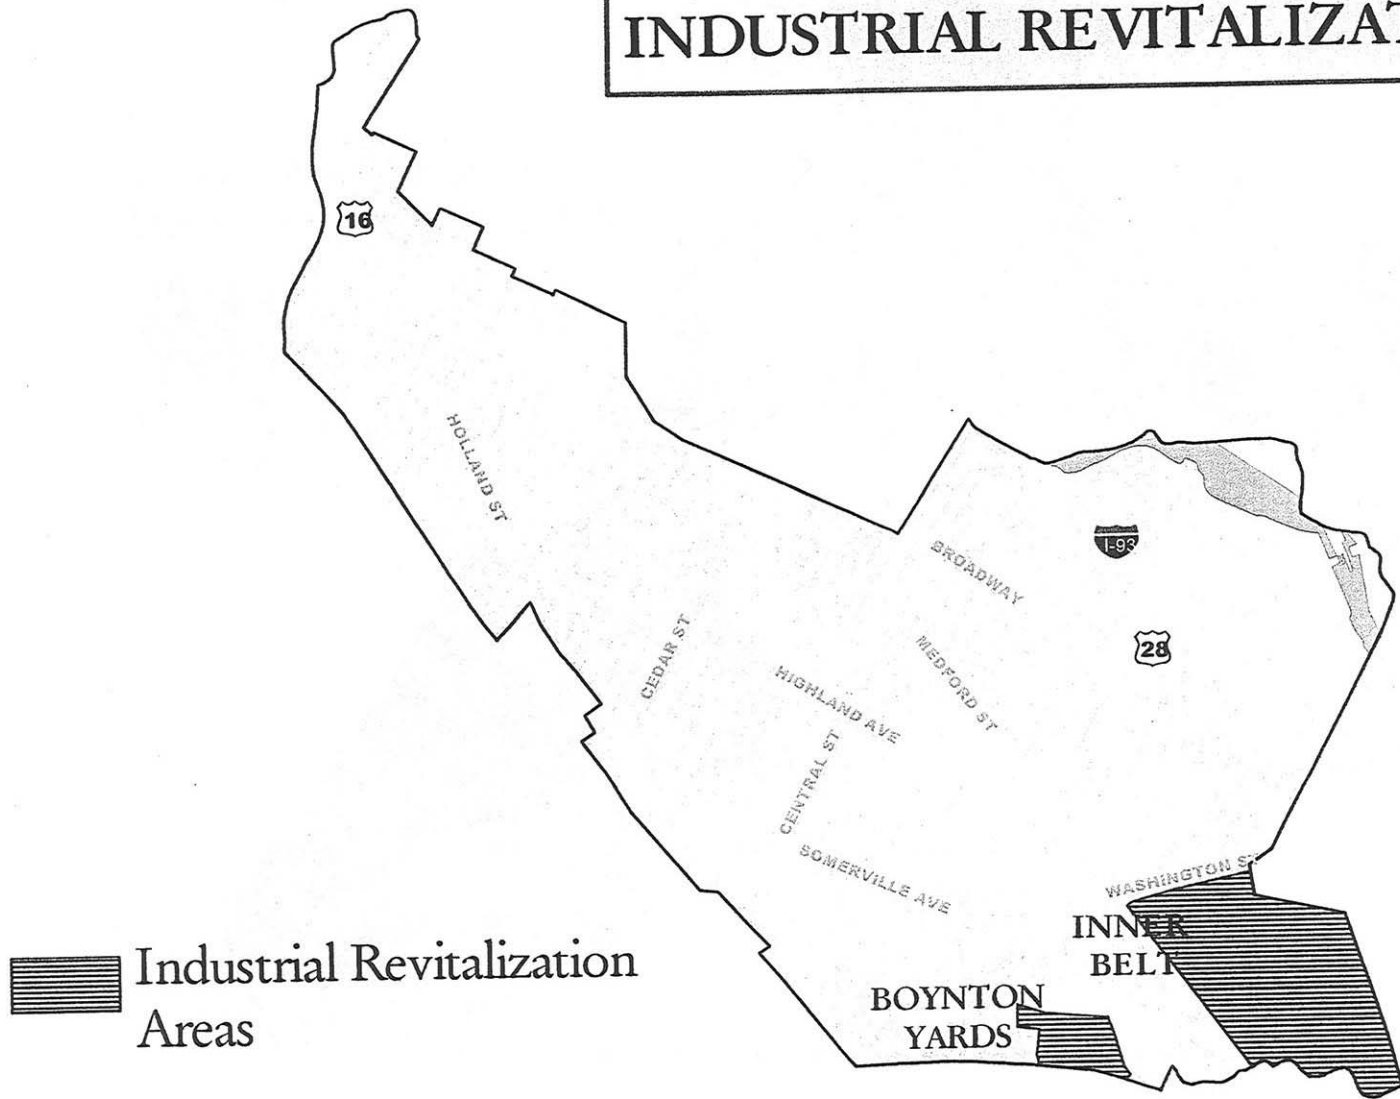 INDUSTRIAL REVITALIZAT
16
HOLLAND ST
BROADWAY
I-93
CEDAR ST
MEDFORD ST
28
HIGHLAND AVE
CENTRAL ST
SOMERVILLE AVE
WASHINGTON ST
INNER
BELT
Industrial Revitalization
Areas
BOYNTON
YARDS